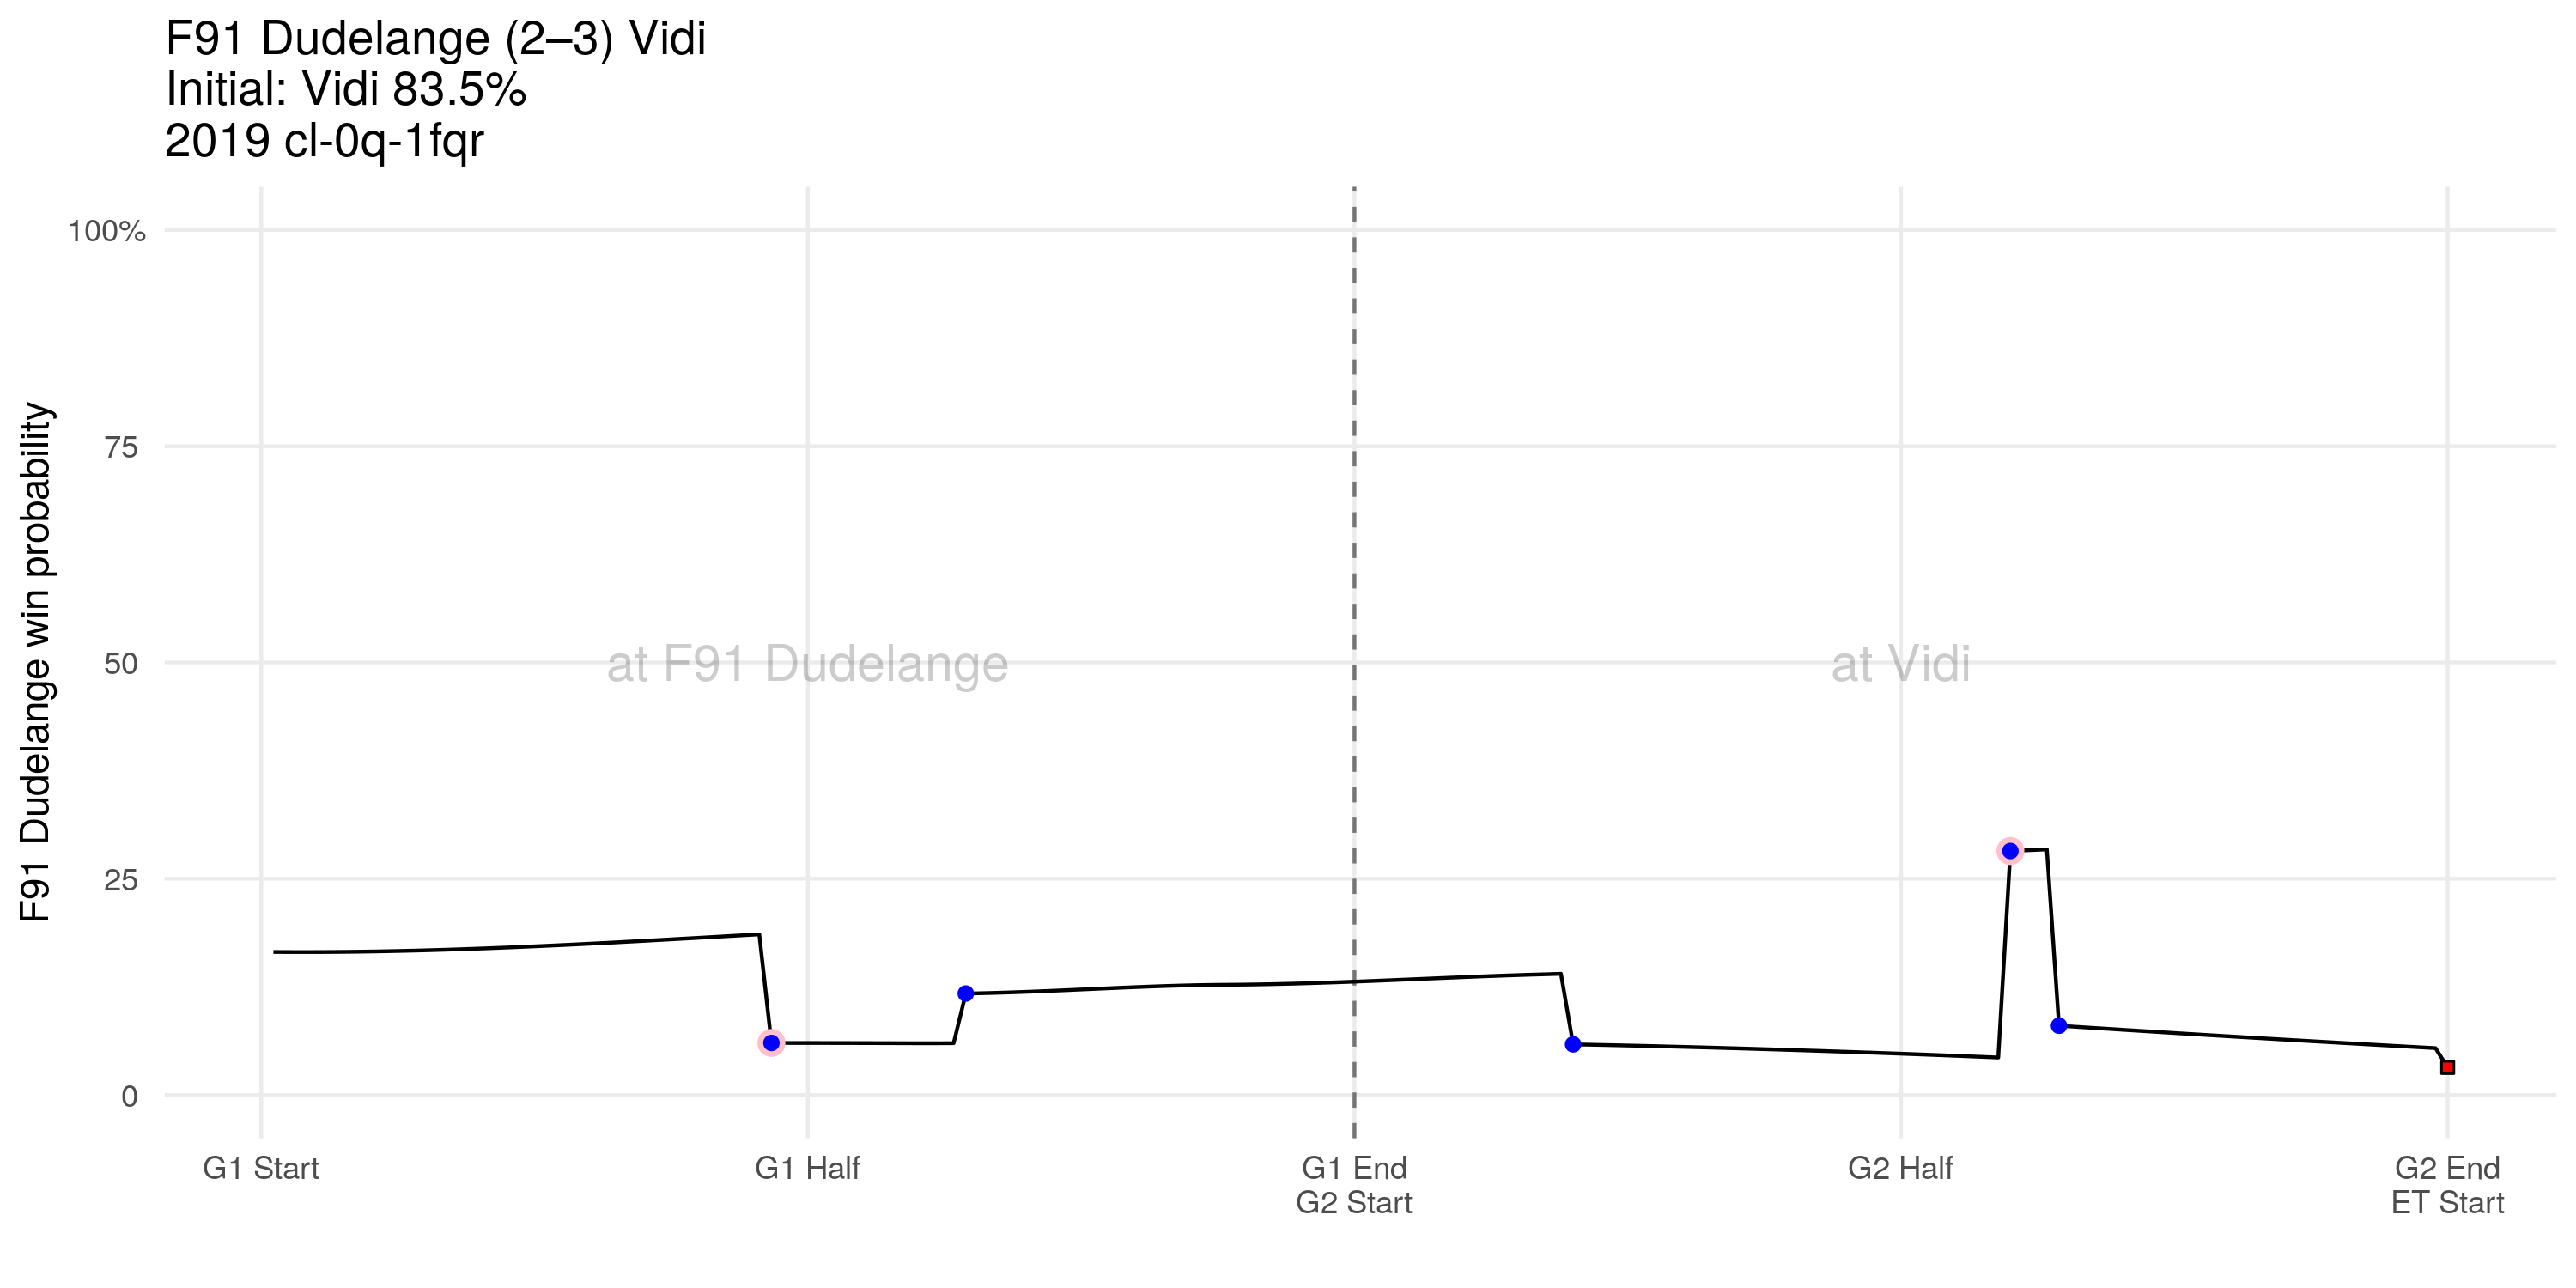 F91 Dudelange (2–3) Vidi
Initial: Vidi 83.5%
2019 cl-0q-1fqr
F91 Dudelange win probability
100%
75
50
25
0
at F91 Dudelange
at Vidi
G1 Start
G1 Half
G1 End
G2 Start
G2 Half
G2 End
ET Start